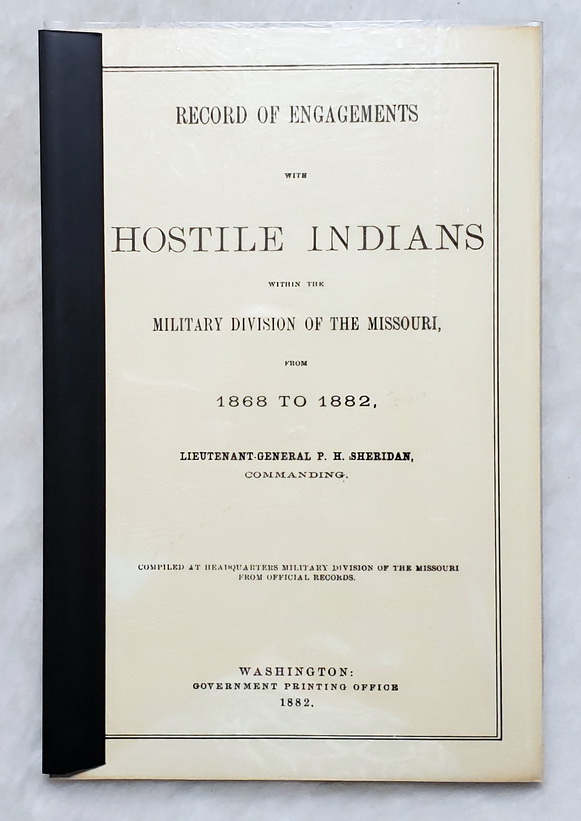 RECORD OF ENGAGEMENTS
WITH
HOSTILE INDIANS
WITHIN THE
MILITARY DIVISION OF THE MISSOURI,
FROM
1868 TO 1882,
LIEUTENANT-GENERAL P. H. SHERIDAN,
COMMANDING.
COMPILED AT HEADQUARTERS MILITARY DIVISION OF THE MISSOURI
FROM OFFICIAL RECORDS.
WASHINGTON:
GOVERNMENT PRINTING OFFICE
1882.